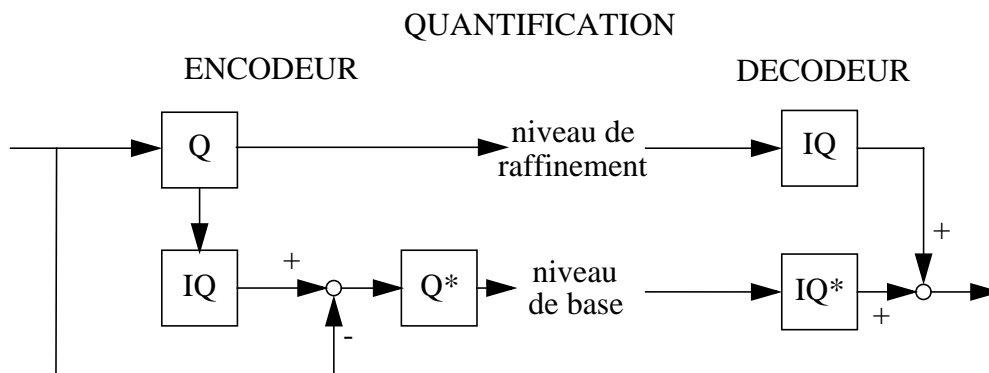 QUANTIFICATION
ENCODEUR
DECODEUR
Q
niveau de
raffinement
IQ
+
IQ
+
Q*
niveau
de base
IQ*
+
-